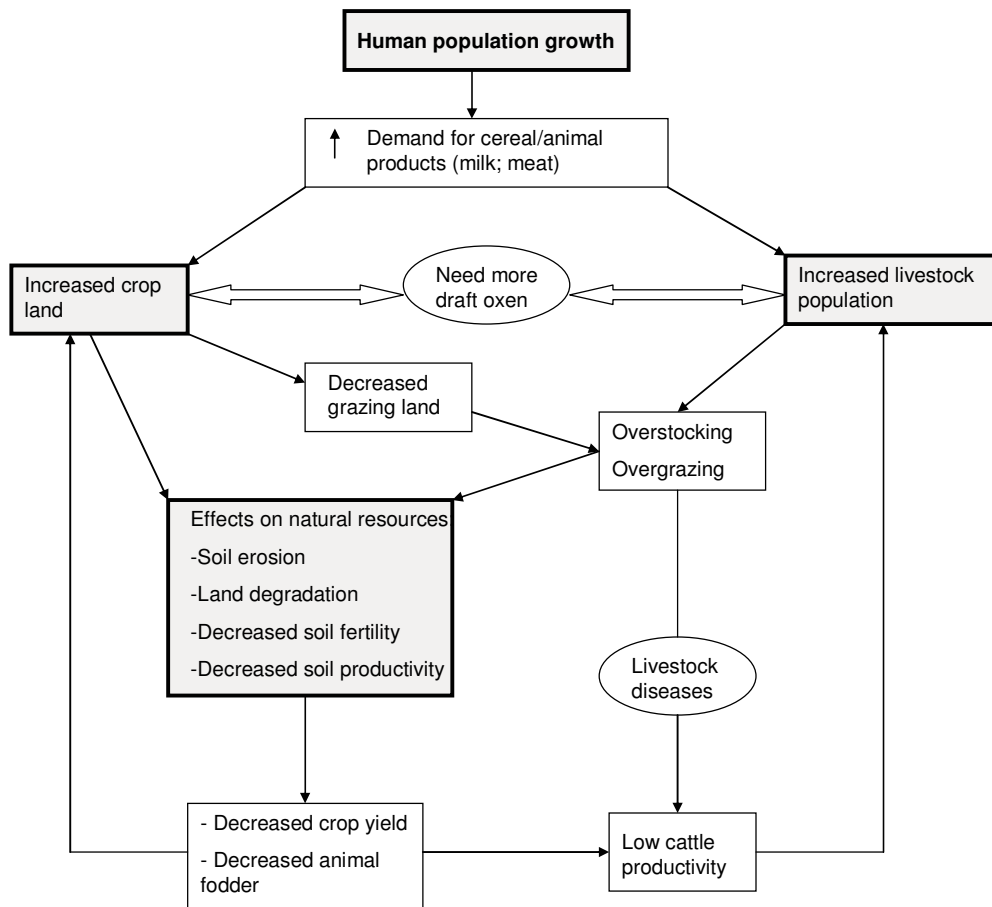 Human population growth
Demand for cereal/animal
products (milk; meat)
Increased crop
land
Need more
draft oxen
Increased livestock
population
Decreased
grazing land
Overstocking
Overgrazing
Effects on natural resources
-Soil erosion
-Land degradation
-Decreased soil fertility
-Decreased soil productivity
Livestock
diseases
- Decreased crop yield
- Decreased animal
fodder
Low cattle
productivity